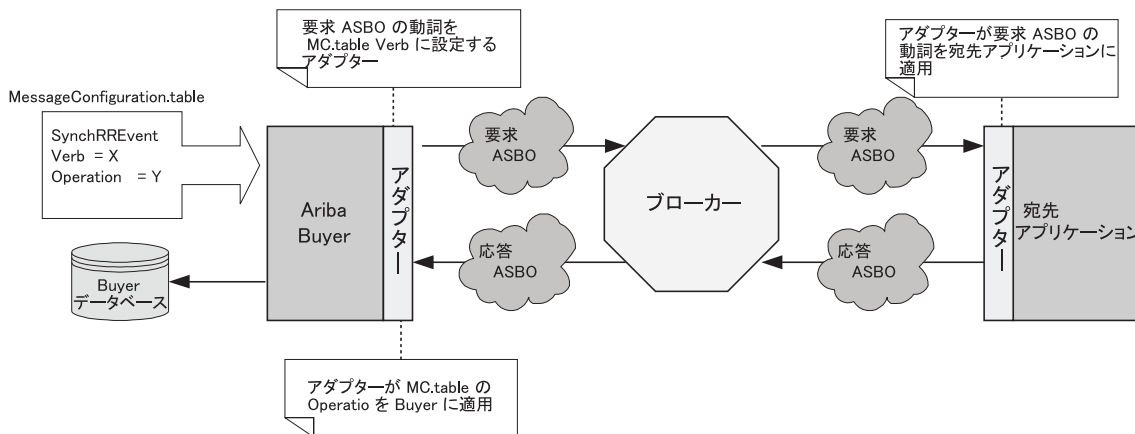 要求 ASBO の動詞を
MC.table Verb に設定する
アダプター
アダプターが要求 ASBO の
動詞を宛先アプリケーションに
適用
MessageConfiguration.table
SynchRREvent
Verb = X
Operation = Y
Ariba
Buyer
アダプター
要求
ASBO
ブローカー
要求
ASBO
アダプター
宛先
アプリケーション
応答
ASBO
応答
ASBO
Buyer
データベース
アダプターが MC.table の
Operatio を Buyer に適用